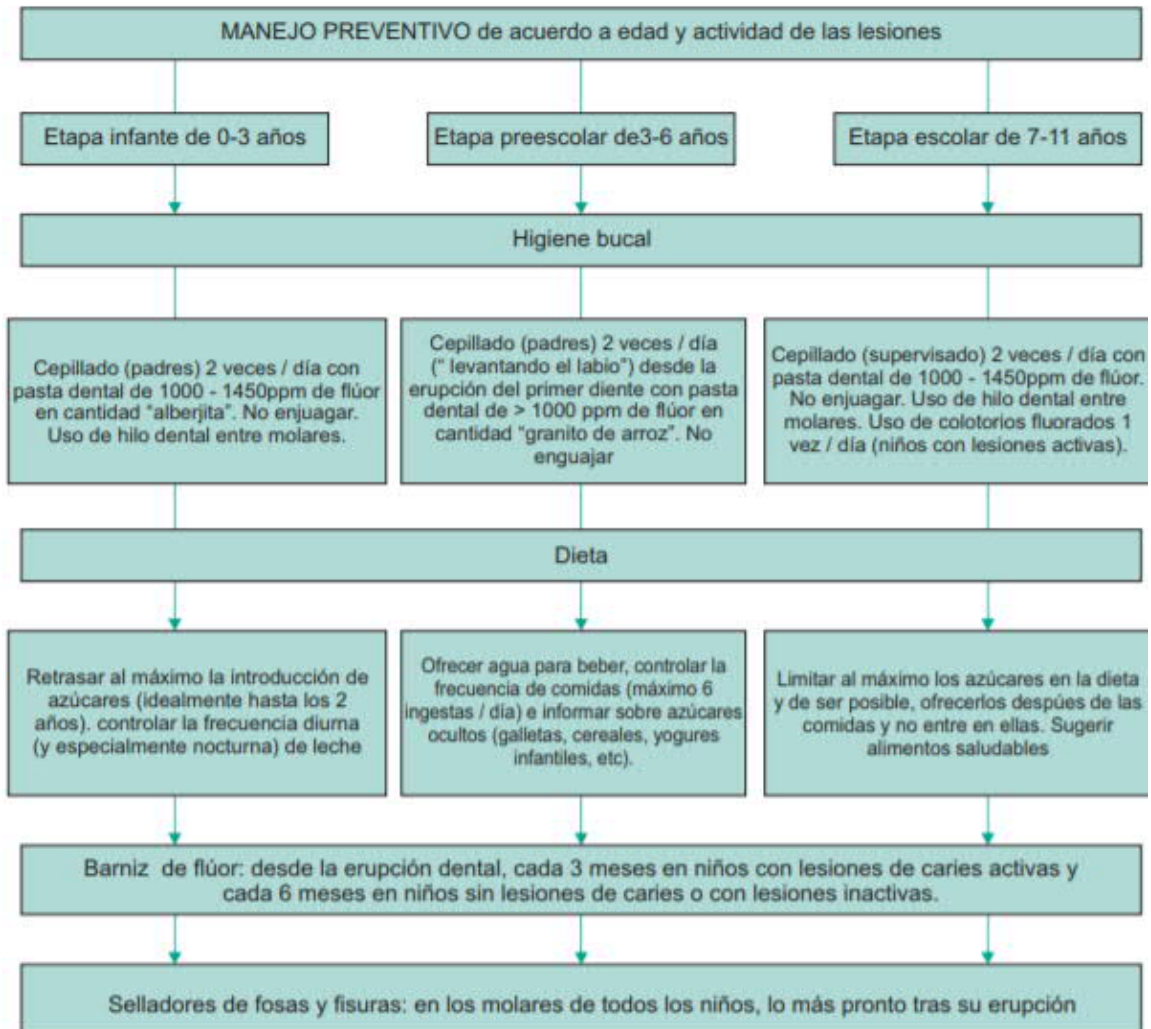 MANEJO PREVENTIVO de acuerdo a edad y actividad de las lesiones
Etapa infante de 0-3 años
Etapa preescolar de3-6 años
Etapa escolar de 7-11 años
Higiene bucal
Cepillado (padres) 2 veces / día con
pasta dental de 1000 - 1450ppm de flúor
en cantidad “alberjita”. No enjuagar.
Uso de hilo dental entre molares.
Cepillado (padres) 2 veces / día
(“ levantando el labio”) desde la
erupción del primer diente con pasta
dental de > 1000 ppm de flúor en
cantidad “granito de arroz”. No
enguajar
Cepillado (supervisado) 2 veces / día con
pasta dental de 1000 - 1450ppm de flúor.
No enjuagar. Uso de hilo dental entre
molares. Uso de colotorios fluorados 1
vez / día (niños con lesiones activas).
Dieta
Retrasar al máximo la introducción de
azúcares (idealmente hasta los 2
años). controlar la frecuencia diurna
(y especialmente nocturna) de leche
Ofrecer agua para beber, controlar la
frecuencia de comidas (máximo 6
ingestas / día) e informar sobre azúcares
ocultos (galletas, cereales, yogures
infantiles, etc).
Limitar al máximo los azúcares en la dieta
y de ser posible, ofrecerlos despúes de las
comidas y no entre en ellas. Sugerir
alimentos saludables
Barniz de flúor: desde la erupción dental, cada 3 meses en niños con lesiones de caries activas y
cada 6 meses en niños sin lesiones de caries o con lesiones inactivas.
Selladores de fosas y fisuras: en los molares de todos los niños, lo más pronto tras su erupción